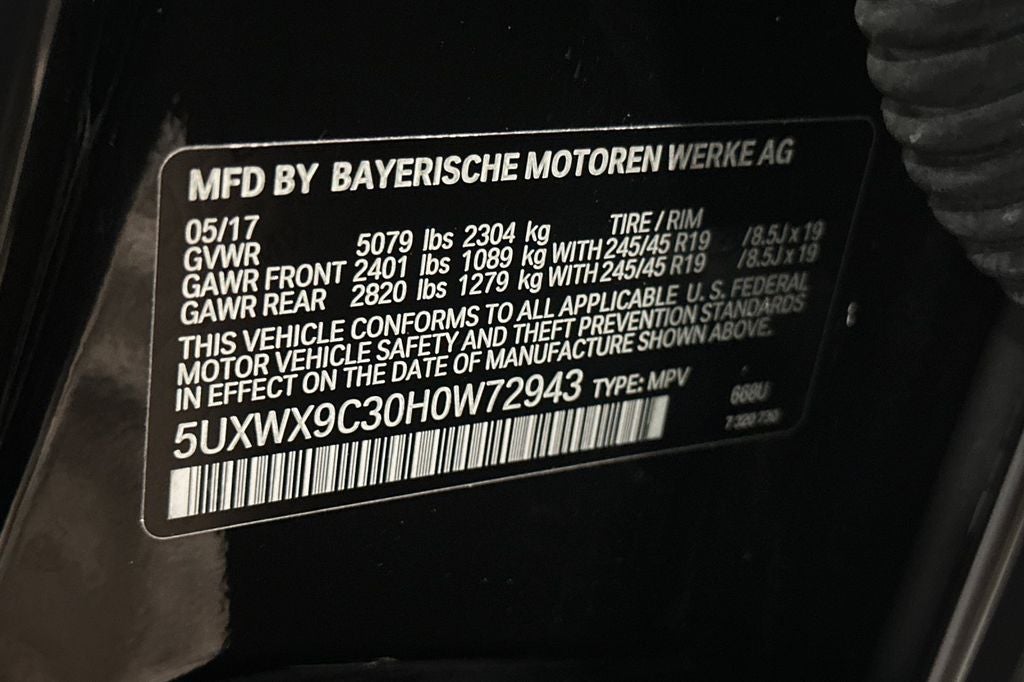 MFD BY BAYERISCHE MOTOREN WERKE AG
05/17 TIRE / RIM
GVWR 5079 lbs 2304 kg
GAWR FRONT 2401 lbs 1089 kg WITH 245/45 R19 /8.5J x 19
GAWR REAR 2820 lbs 1279 kg WITH 245/45 R19 /8.5J x 19
THIS VEHICLE CONFORMS TO ALL APPLICABLE U. S. FEDERAL
MOTOR VEHICLE SAFETY AND THEFT PREVENTION STANDARDS
IN EFFECT ON THE DATE OF MANUFACTURE SHOWN ABOVE.
5UXWX9C30H0W72943 TYPE: MPV
668U
7 320 730